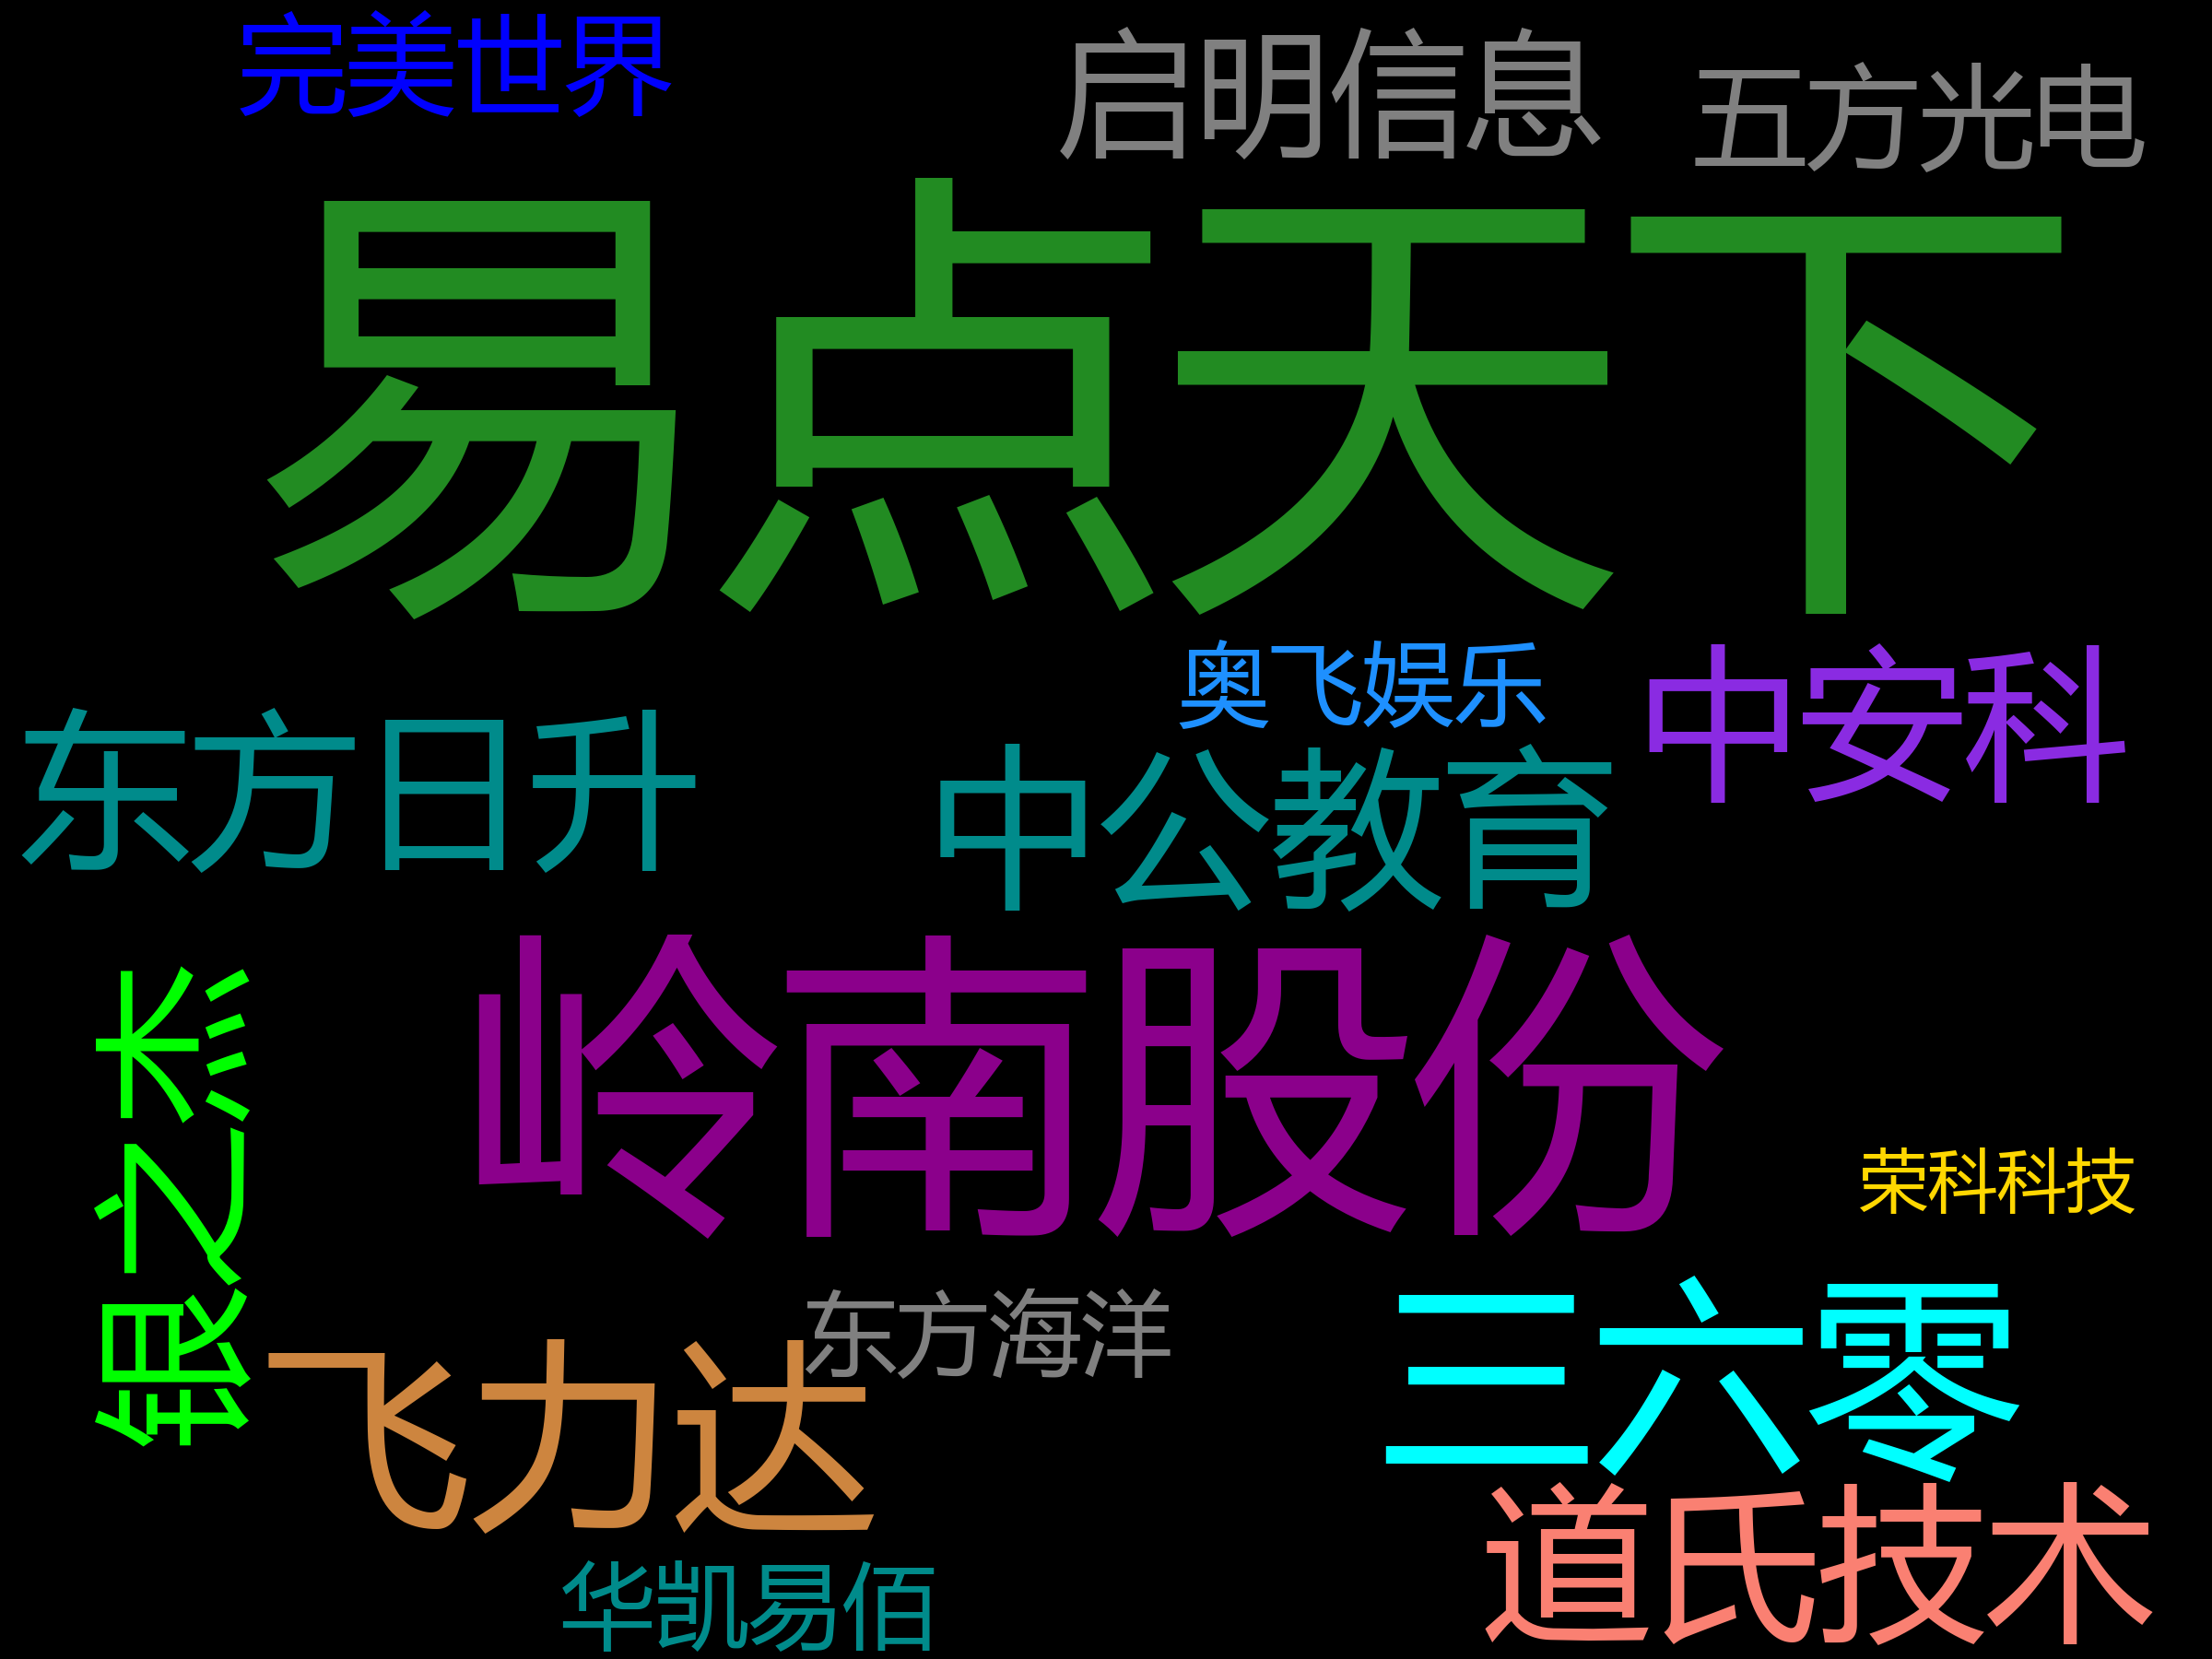 完美世界
启明信息
五方光电
易点天下
奥飞娱乐
中安科
东方日升
中公教育
银之杰
岭南股份
荣科科技
三六零
东方海洋
飞力达
道氏技术
华凯易佰